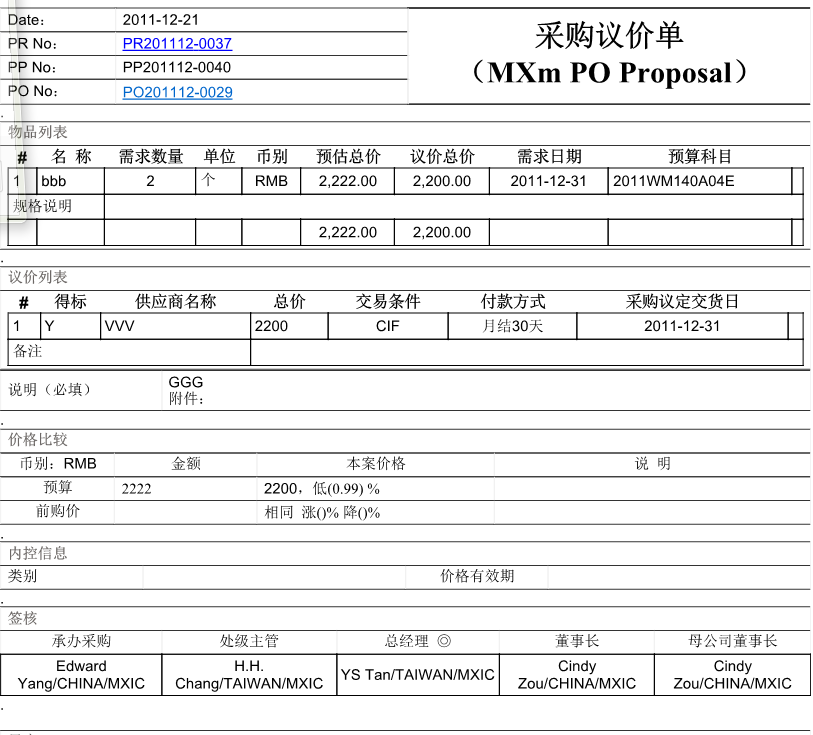 Date： 2011-12-21
PR No： PR201112-0037
PP No： PP201112-0040
PO No： PO201112-0029
采购议价单
（MXm PO Proposal）
.
物品列表
# 名 称 需求数量 单位 币别 预估总价 议价总价 需求日期 预算科目
1 bbb 2 个 RMB 2,222.00 2,200.00 2011-12-31 2011WM140A04E
规格说明
2,222.00 2,200.00
.
议价列表
# 得标 供应商名称 总价 交易条件 付款方式 采购议定交货日
1 Y VVV 2200 CIF 月结30天 2011-12-31
备注
说明（必填） GGG
附件：
.
价格比较
币别：RMB 金额 本案价格 说 明
预算 2222 2200，低(0.99) %
前购价 相同 涨()% 降()%
.
内控信息
类别 价格有效期
.
签核
承办采购 处级主管 总经理 ◎ 董事长 母公司董事长
Edward Yang/CHINA/MXIC H.H. Chang/TAIWAN/MXIC YS Tan/TAIWAN/MXIC Cindy Zou/CHINA/MXIC Cindy Zou/CHINA/MXIC
.